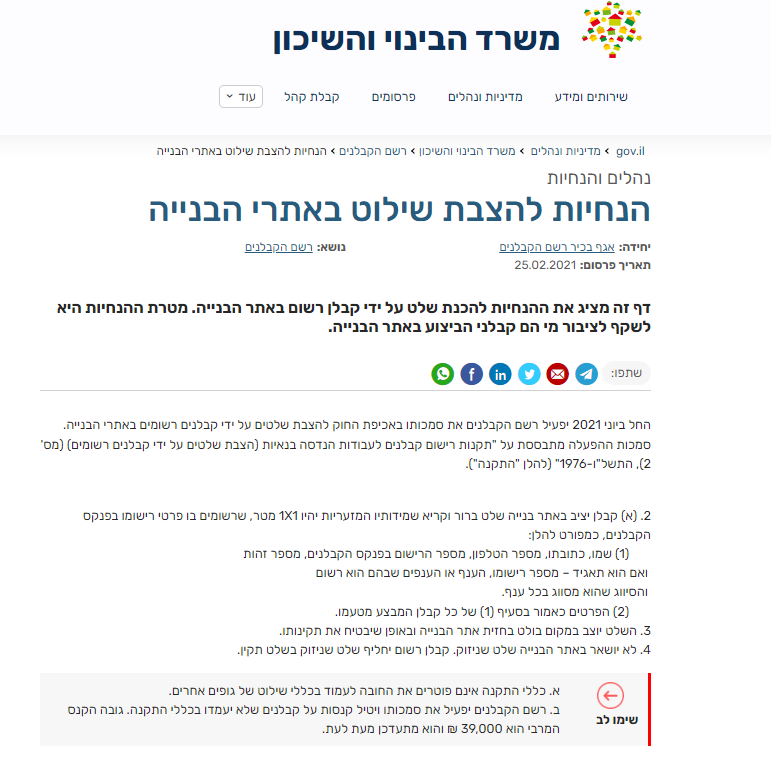 משרד הבינוי והשיכון
שירותים ומידע מדיניות ונהלים פרסומים קבלת קהל עוד
gov.il › מדיניות ונהלים › משרד הבינוי והשיכון › רשם הקבלנים › הנחיות להצבת שילוט באתרי הבנייה
נהלים והנחיות
הנחיות להצבת שילוט באתרי הבנייה
יחידה: אגף בכיר רשם הקבלנים נושא: רשם הקבלנים
תאריך פרסום: 25.02.2021
דף זה מציג את ההנחיות להכנת שלט על ידי קבלן רשום באתר הבנייה. מטרת ההנחיות היא
לשקף לציבור מי הם קבלני הביצוע באתר הבנייה.
שתפו:
החל ביוני 2021 יפעיל רשם הקבלנים את סמכותו באכיפת החוק להצבת שלטים על ידי קבלנים רשומים באתרי הבנייה.
סמכות ההפעלה מתבססת על "תקנות רישום קבלנים לעבודות הנדסה בנאיות (הצבת שלטים על ידי קבלנים רשומים) (מס'
2), התשל"ו-1976" (להלן "התקנה").
2. (א) קבלן יציב באתר בנייה שלט ברור וקריא שמידותיו המזעריות יהיו 1X1 מטר, שרשומים בו פרטי רישומו בפנקס
הקבלנים, כמפורט להלן:
(1) שמו, כתובתו, מספר הטלפון, מספר הרישום בפנקס הקבלנים, מספר זהות
ואם הוא תאגיד – מספר רישומו, הענף או הענפים שבהם הוא רשום
והסיווג שהוא מסווג בכל ענף.
(2) הפרטים כאמור בסעיף (1) של כל קבלן המבצע מטעמו.
3. השלט יוצב במקום בולט בחזית אתר הבנייה ובאופן שיבטיח את תקינותו.
4. לא יושאר באתר הבנייה שלט שניזוק. קבלן רשום יחליף שלט שניזוק בשלט תקין.
שימו לב
א. כללי התקנה אינם פוטרים את החובה לעמוד בכללי שילוט של גופים אחרים.
ב. רשם הקבלנים יפעיל את סמכותו ויטיל קנסות על קבלנים שלא יעמדו בכללי התקנה. גובה הקנס
המרבי הוא 39,000 ₪ והוא מתעדכן מעת לעת.